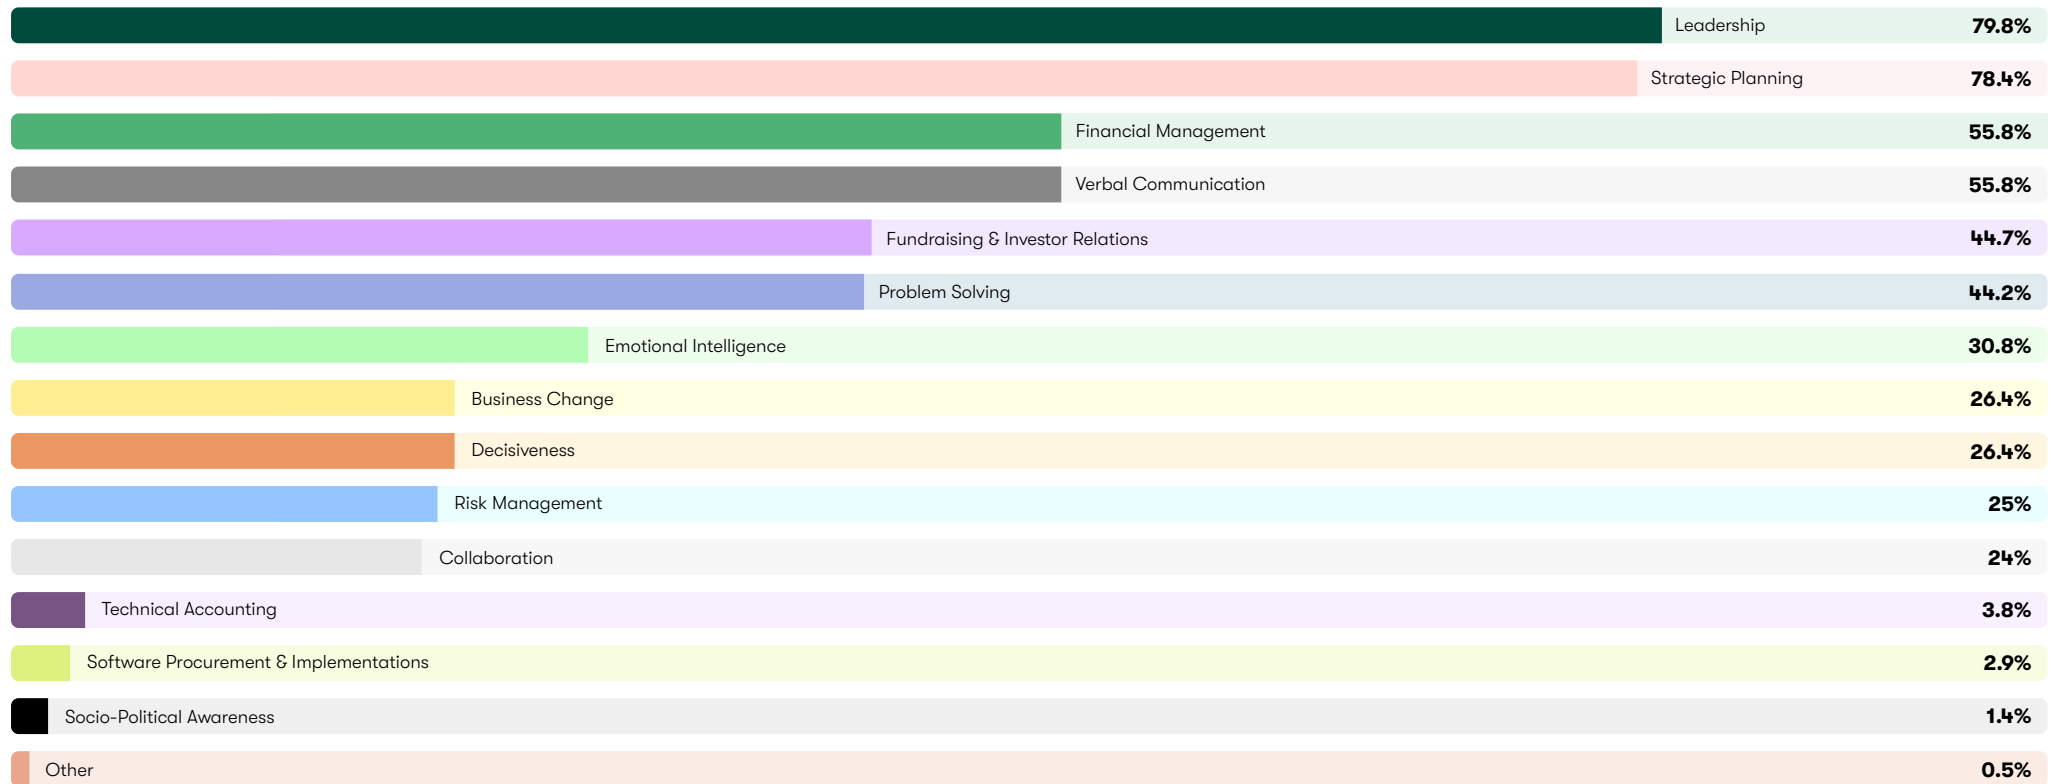 Leadership 79.8%
Strategic Planning 78.4%
Financial Management 55.8%
Verbal Communication 55.8%
Fundraising & Investor Relations 44.7%
Problem Solving 44.2%
Emotional Intelligence 30.8%
Business Change 26.4%
Decisiveness 26.4%
Risk Management 25%
Collaboration 24%
Technical Accounting 3.8%
Software Procurement & Implementations 2.9%
Socio-Political Awareness 1.4%
Other 0.5%